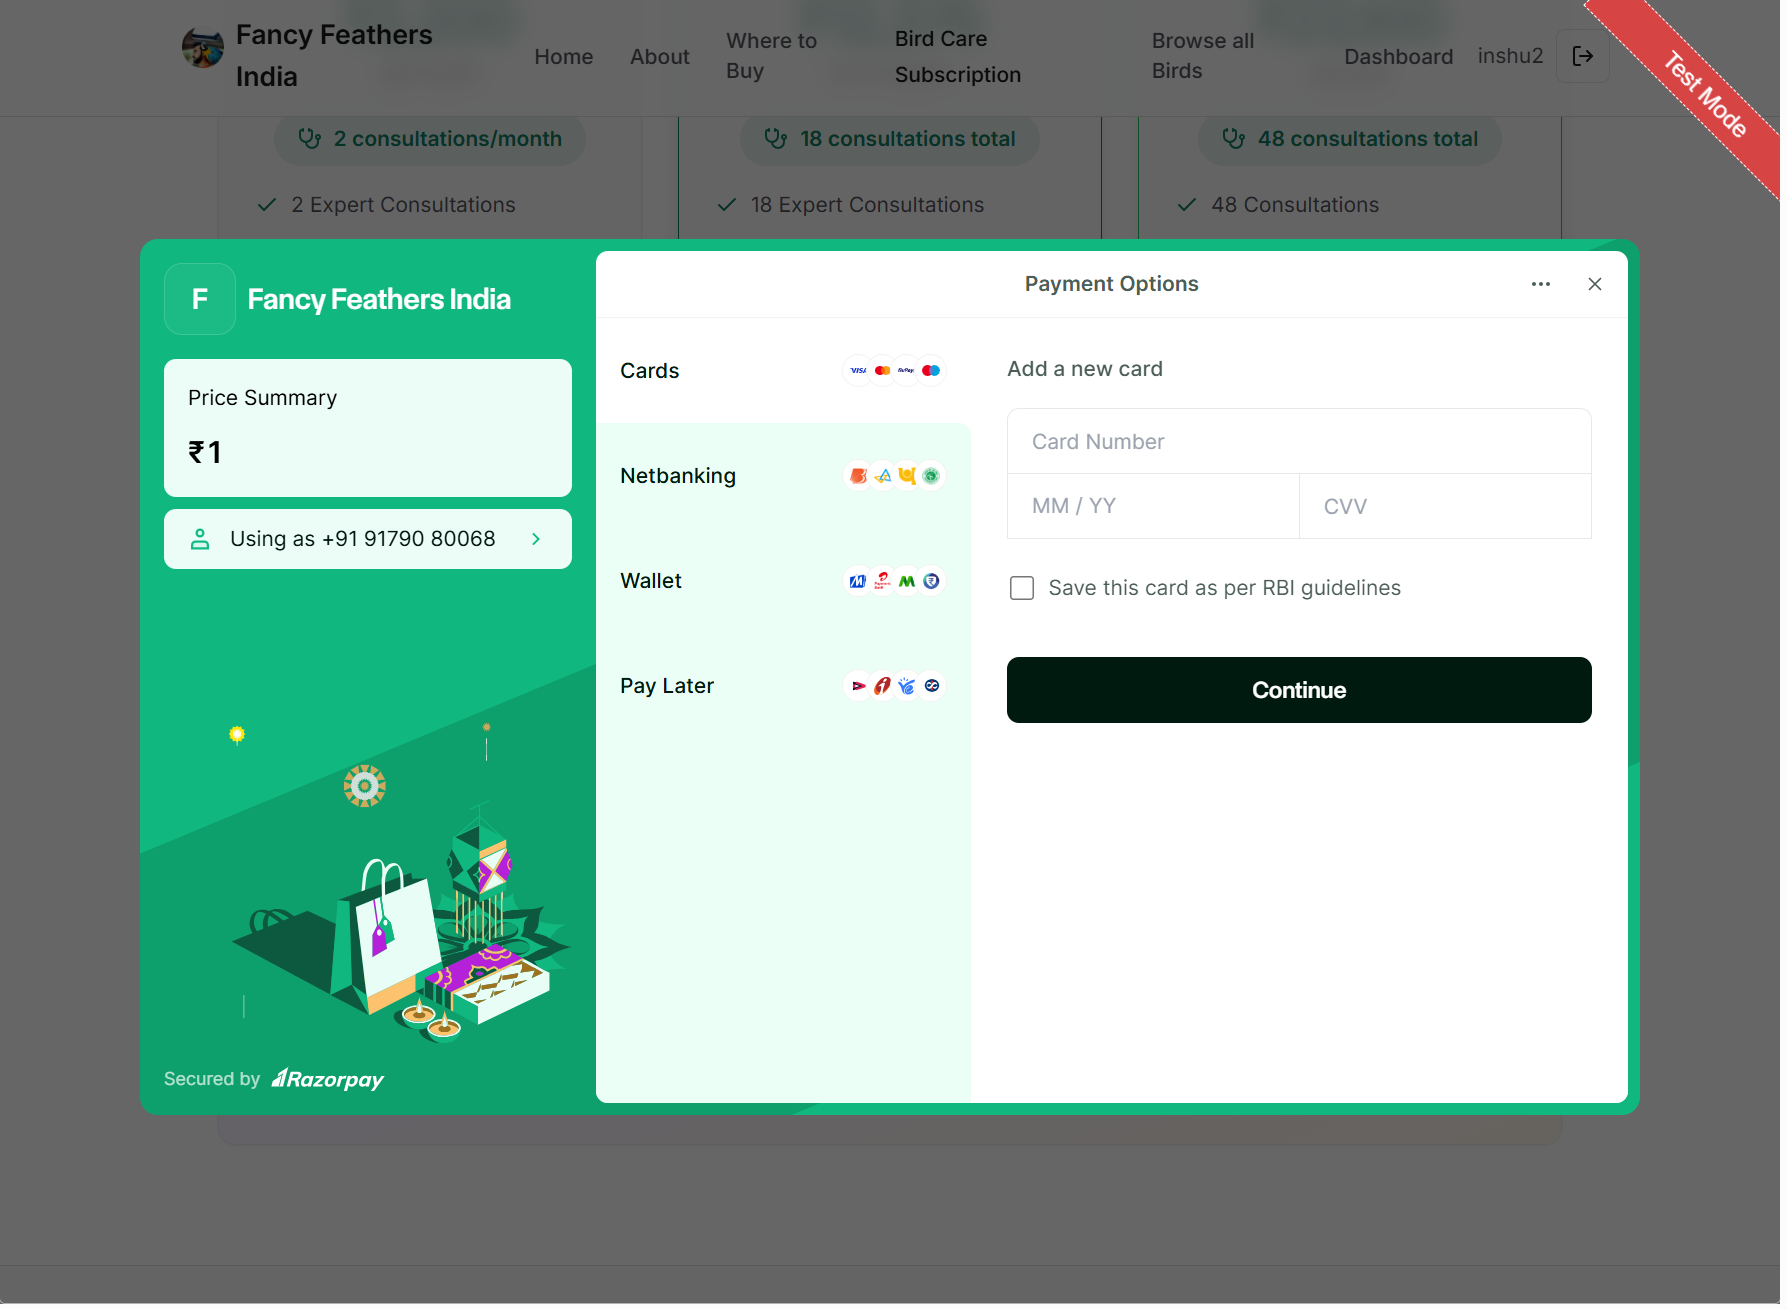 Fancy Feathers
India
Home
About
Where to
Buy
Bird Care
Subscription
Browse all
Birds
Dashboard
inshu2
Test Mode
2 consultations/month
18 consultations total
48 consultations total
2 Expert Consultations
18 Expert Consultations
48 Consultations
F
Fancy Feathers India
Price Summary
₹1
Using as +91 91790 80068
Secured by Razorpay
Payment Options
Cards
VISA
RuPay
Netbanking
Wallet
Pay Later
Add a new card
Card Number
MM / YY
CVV
Save this card as per RBI guidelines
Continue